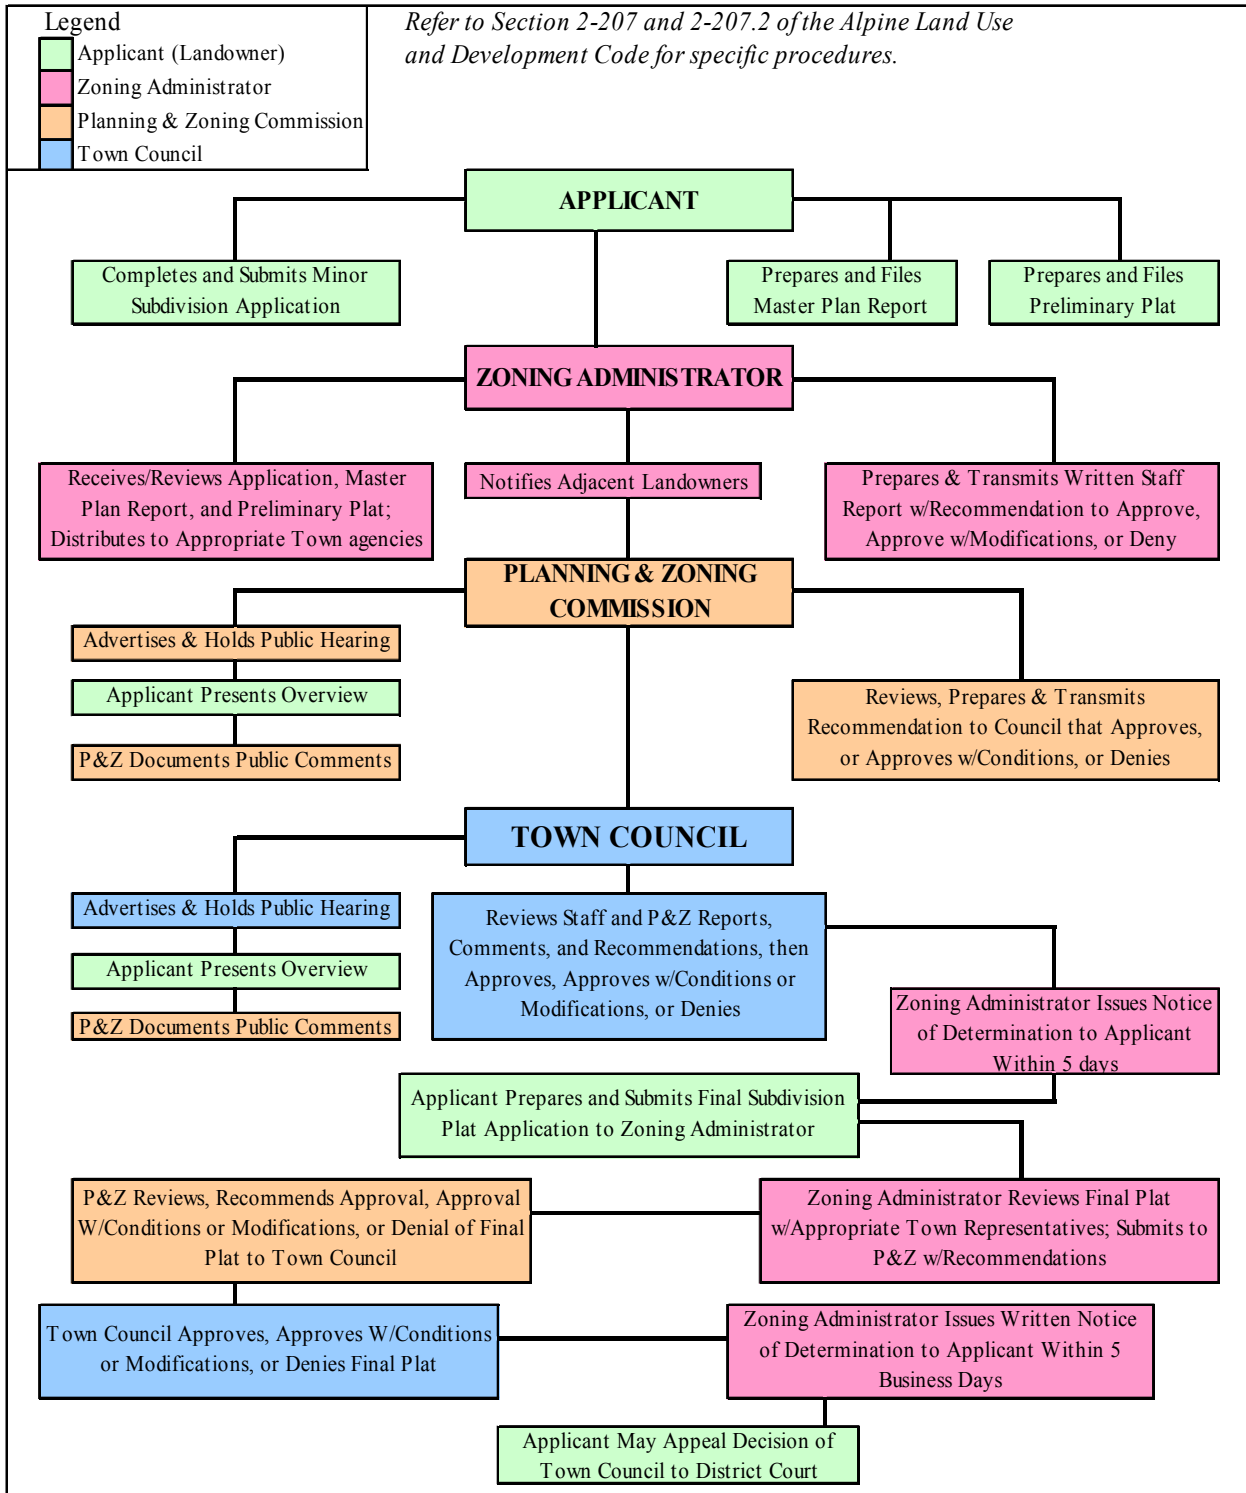 Legend
Applicant (Landowner)
Zoning Administrator
Planning & Zoning Commission
Town Council
Refer to Section 2-207 and 2-207.2 of the Alpine Land Use
and Development Code for specific procedures.
APPLICANT
Completes and Submits Minor
Subdivision Application
Prepares and Files
Master Plan Report
Prepares and Files
Preliminary Plat
ZONING ADMINISTRATOR
Receives/Reviews Application, Master
Plan Report, and Preliminary Plat;
Distributes to Appropriate Town agencies
Notifies Adjacent Landowners
Prepares & Transmits Written Staff
Report w/Recommendation to Approve,
Approve w/Modifications, or Deny
PLANNING & ZONING
COMMISSION
Advertises & Holds Public Hearing
Applicant Presents Overview
P&Z Documents Public Comments
Reviews, Prepares & Transmits
Recommendation to Council that Approves,
or Approves w/Conditions, or Denies
TOWN COUNCIL
Advertises & Holds Public Hearing
Applicant Presents Overview
P&Z Documents Public Comments
Reviews Staff and P&Z Reports,
Comments, and Recommendations, then
Approves, Approves w/Conditions or
Modifications, or Denies
Zoning Administrator Issues Notice
of Determination to Applicant
Within 5 days
Applicant Prepares and Submits Final Subdivision
Plat Application to Zoning Administrator
P&Z Reviews, Recommends Approval, Approval
W/Conditions or Modifications, or Denial of Final
Plat to Town Council
Zoning Administrator Reviews Final Plat
w/Appropriate Town Representatives; Submits to
P&Z w/Recommendations
Town Council Approves, Approves W/Conditions
or Modifications, or Denies Final Plat
Zoning Administrator Issues Written Notice
of Determination to Applicant Within 5
Business Days
Applicant May Appeal Decision of
Town Council to District Court